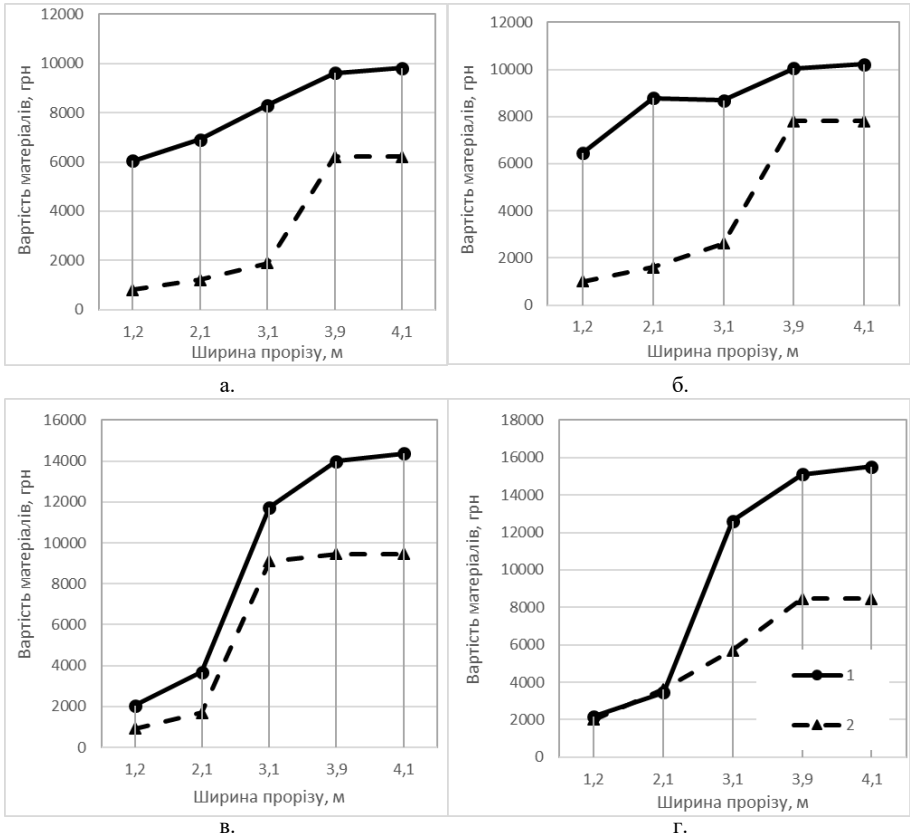 12000
10000
8000
6000
4000
2000
0
Вартість матеріалів, грн
1,2 2,1 3,1 3,9 4,1
Ширина прорізу, м
а.
12000
10000
8000
6000
4000
2000
0
Вартість матеріалів, грн
1,2 2,1 3,1 3,9 4,1
Ширина прорізу, м
б.
16000
14000
12000
10000
8000
6000
4000
2000
0
Вартість матеріалів, грн
1,2 2,1 3,1 3,9 4,1
Ширина прорізу, м
в.
18000
16000
14000
12000
10000
8000
6000
4000
2000
0
Вартість матеріалів, грн
1
2
1,2 2,1 3,1 3,9 4,1
Ширина прорізу, м
г.